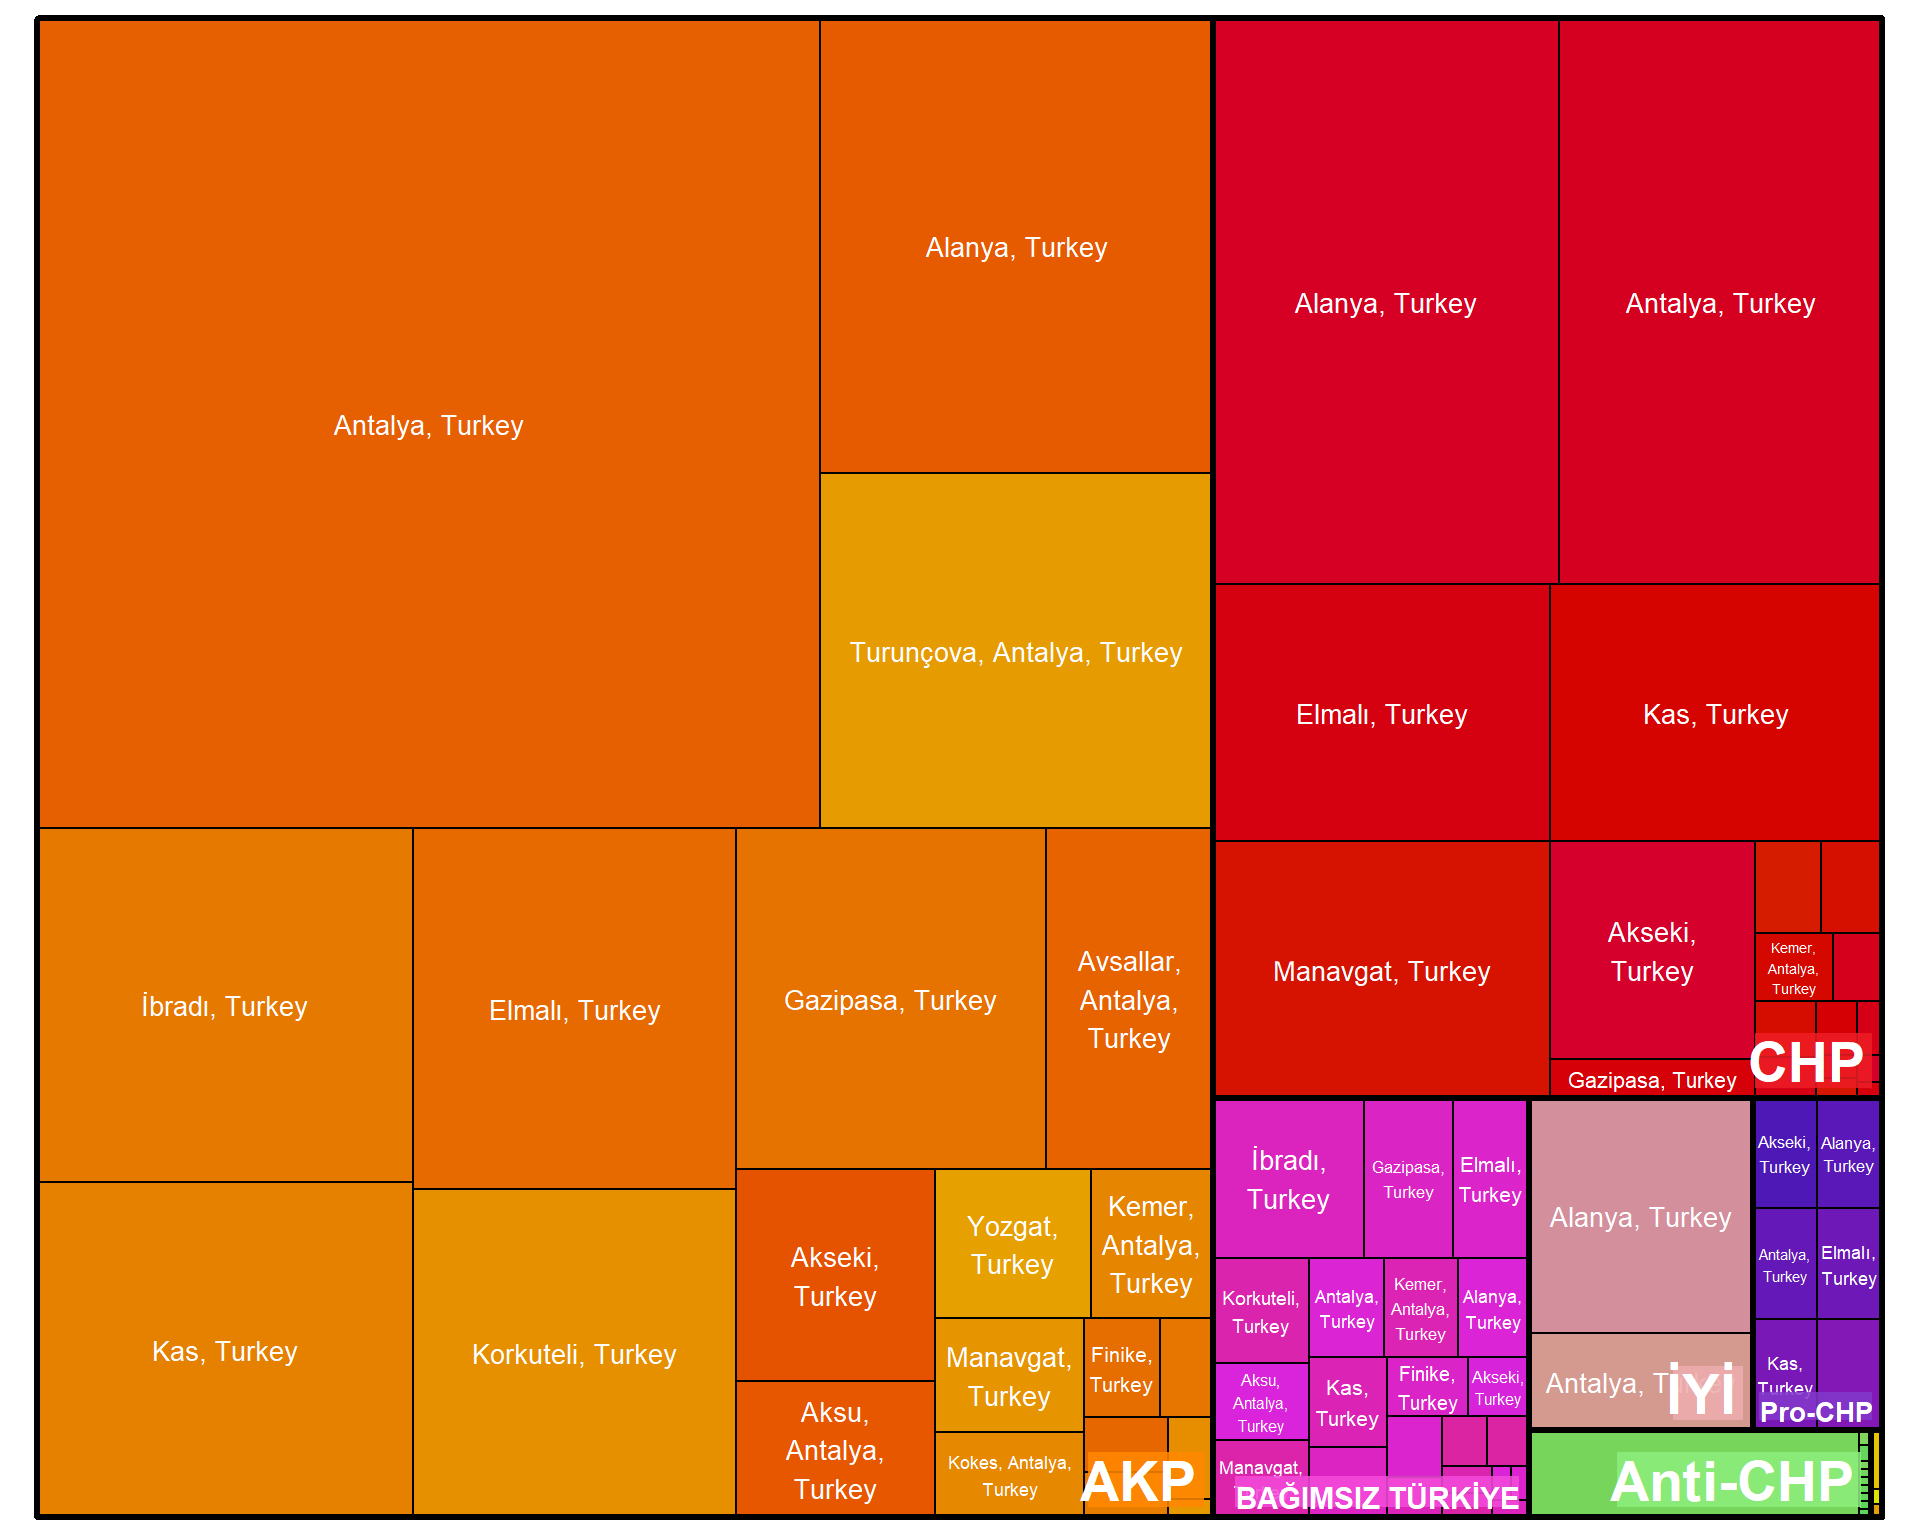 Antalya, Turkey
Alanya, Turkey
Turunçova, Antalya, Turkey
İbradı, Turkey
Elmalı, Turkey
Gazipasa, Turkey
Avsallar,
Antalya,
Turkey
Kas, Turkey
Korkuteli, Turkey
Akseki,
Turkey
Aksu,
Antalya,
Turkey
Yozgat,
Turkey
Kemer,
Antalya,
Turkey
Manavgat,
Turkey
Finike,
Turkey
Kokes, Antalya,
Turkey
AKP
Alanya, Turkey
Antalya, Turkey
Elmalı, Turkey
Kas, Turkey
Manavgat, Turkey
Akseki,
Turkey
Kemer,
Antalya,
Turkey
Gazipasa, Turkey
CHP
İbradı,
Turkey
Gazipasa,
Turkey
Elmalı,
Turkey
Korkuteli,
Turkey
Antalya,
Turkey
Kemer,
Antalya,
Turkey
Alanya,
Turkey
Aksu,
Antalya,
Turkey
Kas,
Turkey
Finike,
Turkey
Akseki,
Turkey
Manavgat,
BAĞIMSIZ TÜRKİYE
Alanya, Turkey
Antalya, Turkey
İYİ
Akseki,
Turkey
Alanya,
Turkey
Antalya,
Turkey
Elmalı,
Turkey
Kas,
Turkey
Pro-CHP
Anti-CHP